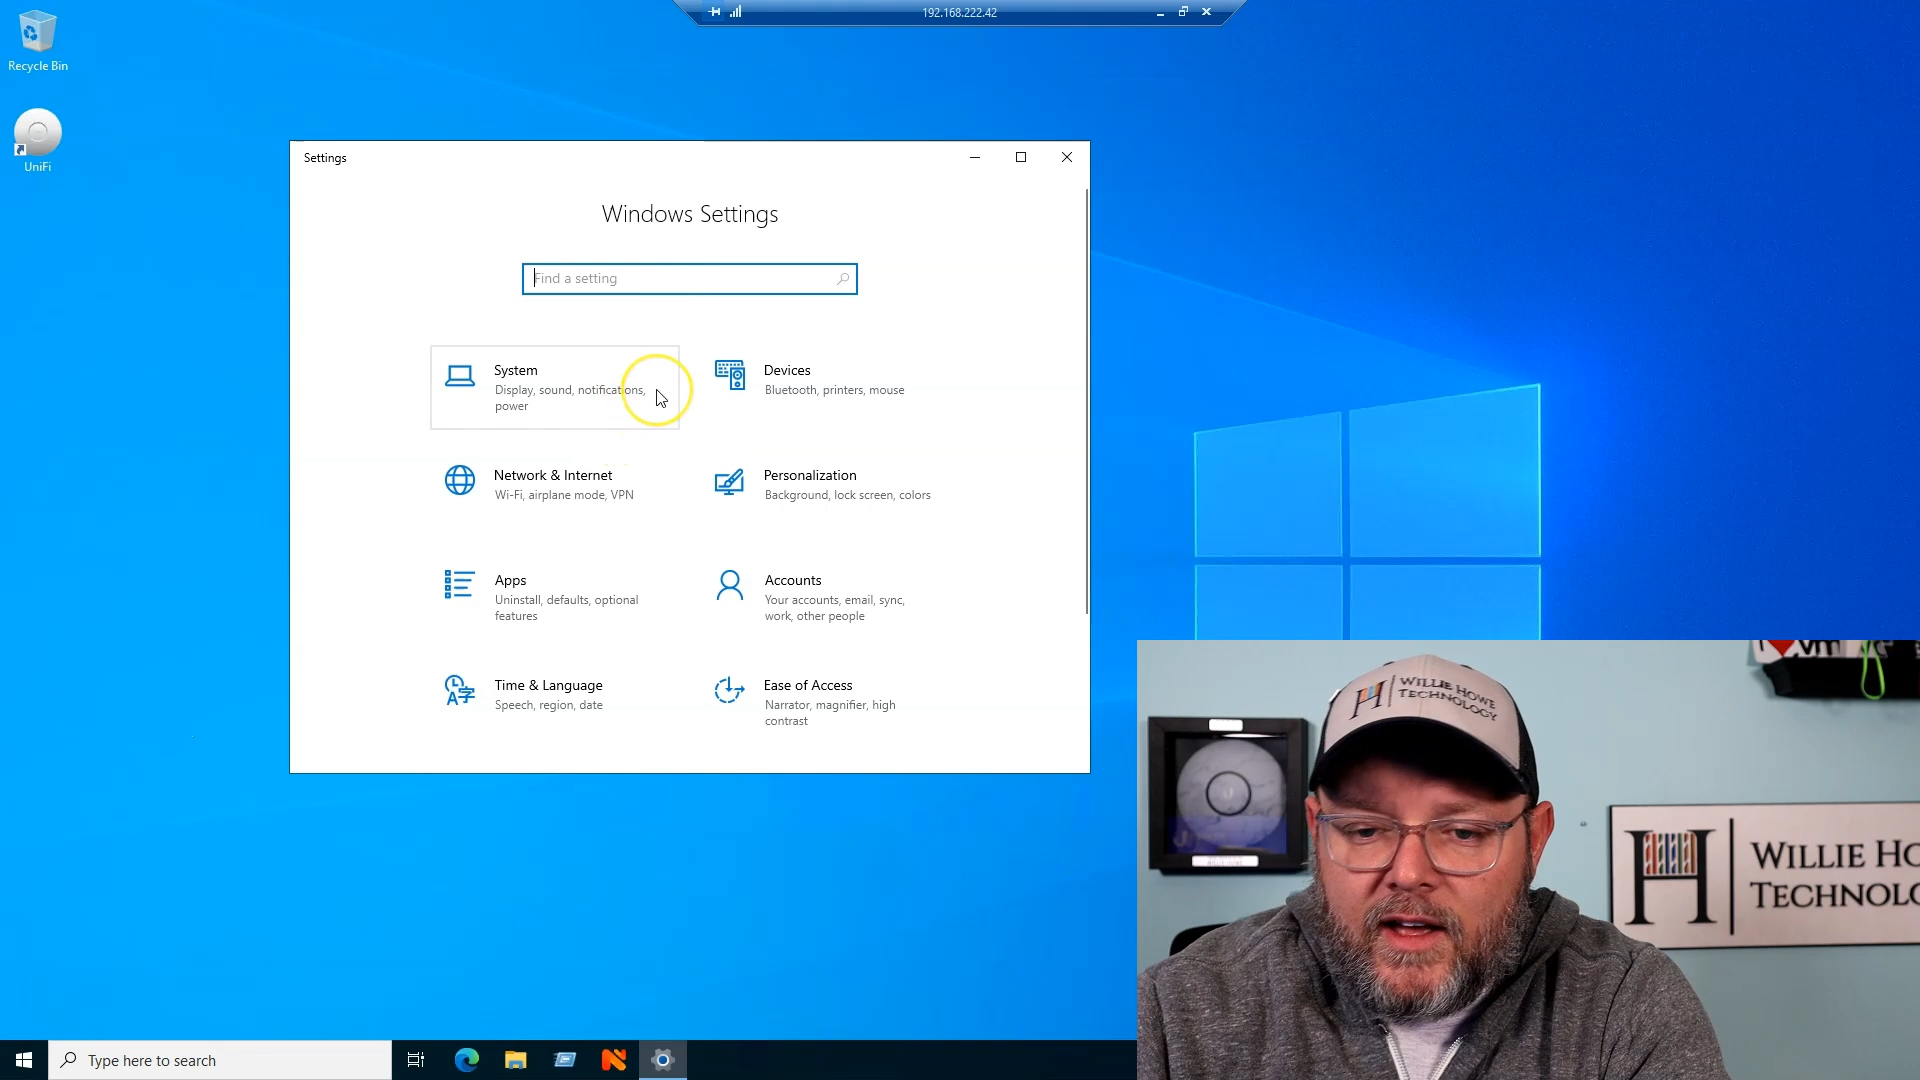 192.168.222.42
Recycle Bin
UniFi
Settings
Windows Settings
Find a setting
System
Display, sound, notifications,
power
Devices
Bluetooth, printers, mouse
Network & Internet
Wi-Fi, airplane mode, VPN
Personalization
Background, lock screen, colors
Apps
Uninstall, defaults, optional
features
Accounts
Your accounts, email, sync,
work, other people
Time & Language
Speech, region, date
Ease of Access
Narrator, magnifier, high
contrast
WILLIE HOWE
TECHNOLOGY
H
WILLIE HO
TECHNOLO
vm
Type here to search